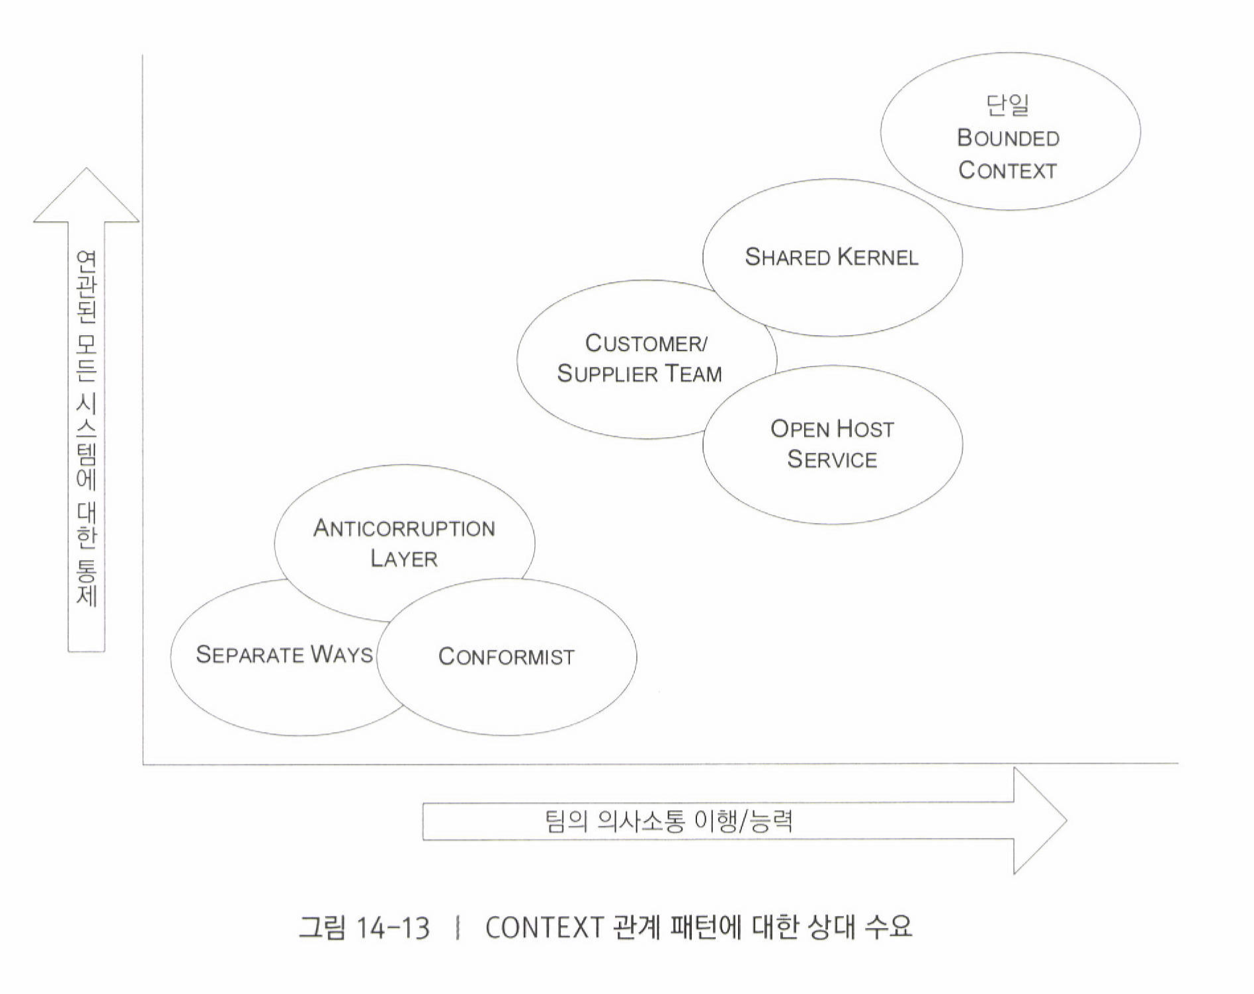 단일
BOUNDED
CONTEXT
SHARED KERNEL
CUSTOMER/
SUPPLIER TEAM
OPEN HOST
SERVICE
ANTICORRUPTION
LAYER
SEPARATE WAYS
CONFORMIST
연관된 모든 시스템에 대한 통제
팀의 의사소통 이행/능력
그림 14-13 | CONTEXT 관계 패턴에 대한 상대 수요